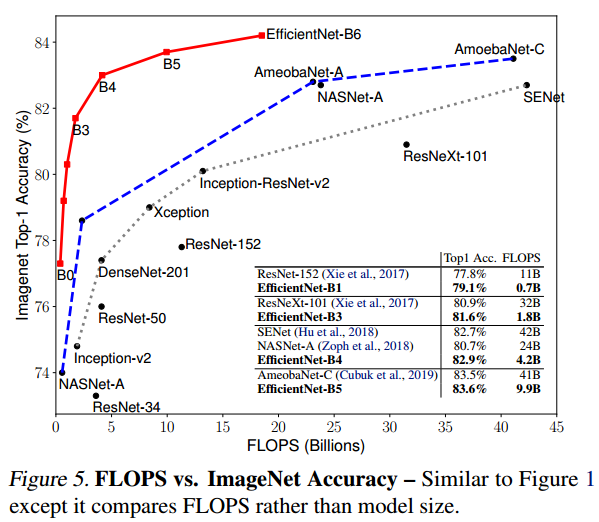 84
82
80
78
76
74
Imagenet Top-1 Accuracy (%)
EfficientNet-B6
B5
B4
B3
B0
AmoebaNet-C
AmeobaNet-A
NASNet-A
SENet
ResNeXt-101
Inception-ResNet-v2
Xception
ResNet-152
DenseNet-201
ResNet-50
Inception-v2
NASNet-A
ResNet-34
Top1 Acc. FLOPS
ResNet-152 (Xie et al., 2017) 77.8% 11B
EfficientNet-B1 79.1% 0.7B
ResNeXt-101 (Xie et al., 2017) 80.9% 32B
EfficientNet-B3 81.6% 1.8B
SENet (Hu et al., 2018) 82.7% 42B
NASNet-A (Zoph et al., 2018) 80.7% 24B
EfficientNet-B4 82.9% 4.2B
AmeobaNet-C (Cubuk et al., 2019) 83.5% 41B
EfficientNet-B5 83.6% 9.9B
0 5 10 15 20 25 30 35 40 45
FLOPS (Billions)
Figure 5. FLOPS vs. ImageNet Accuracy – Similar to Figure 1
except it compares FLOPS rather than model size.